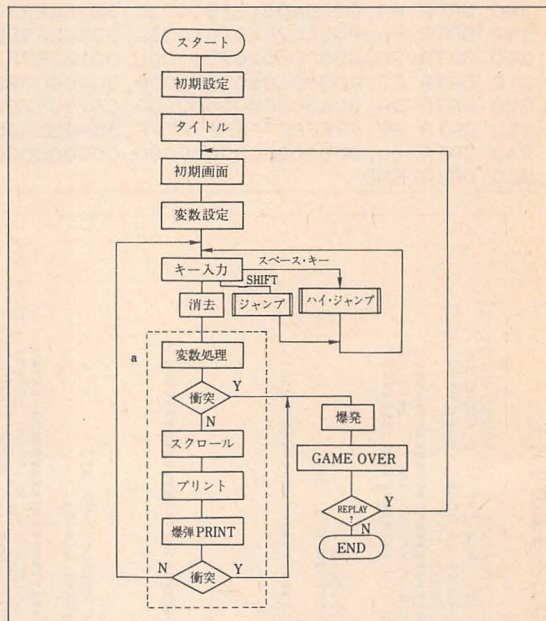 スタート
初期設定
タイトル
初期画面
変数設定
キー入力
スペース・キー
SHIFT
消去
ジャンプ
ハイ・ジャンプ
a
変数処理
衝突
Y
N
スクロール
プリント
爆弾PRINT
衝突
N
Y
爆発
GAME OVER
REPLAY
?
Y
N
END